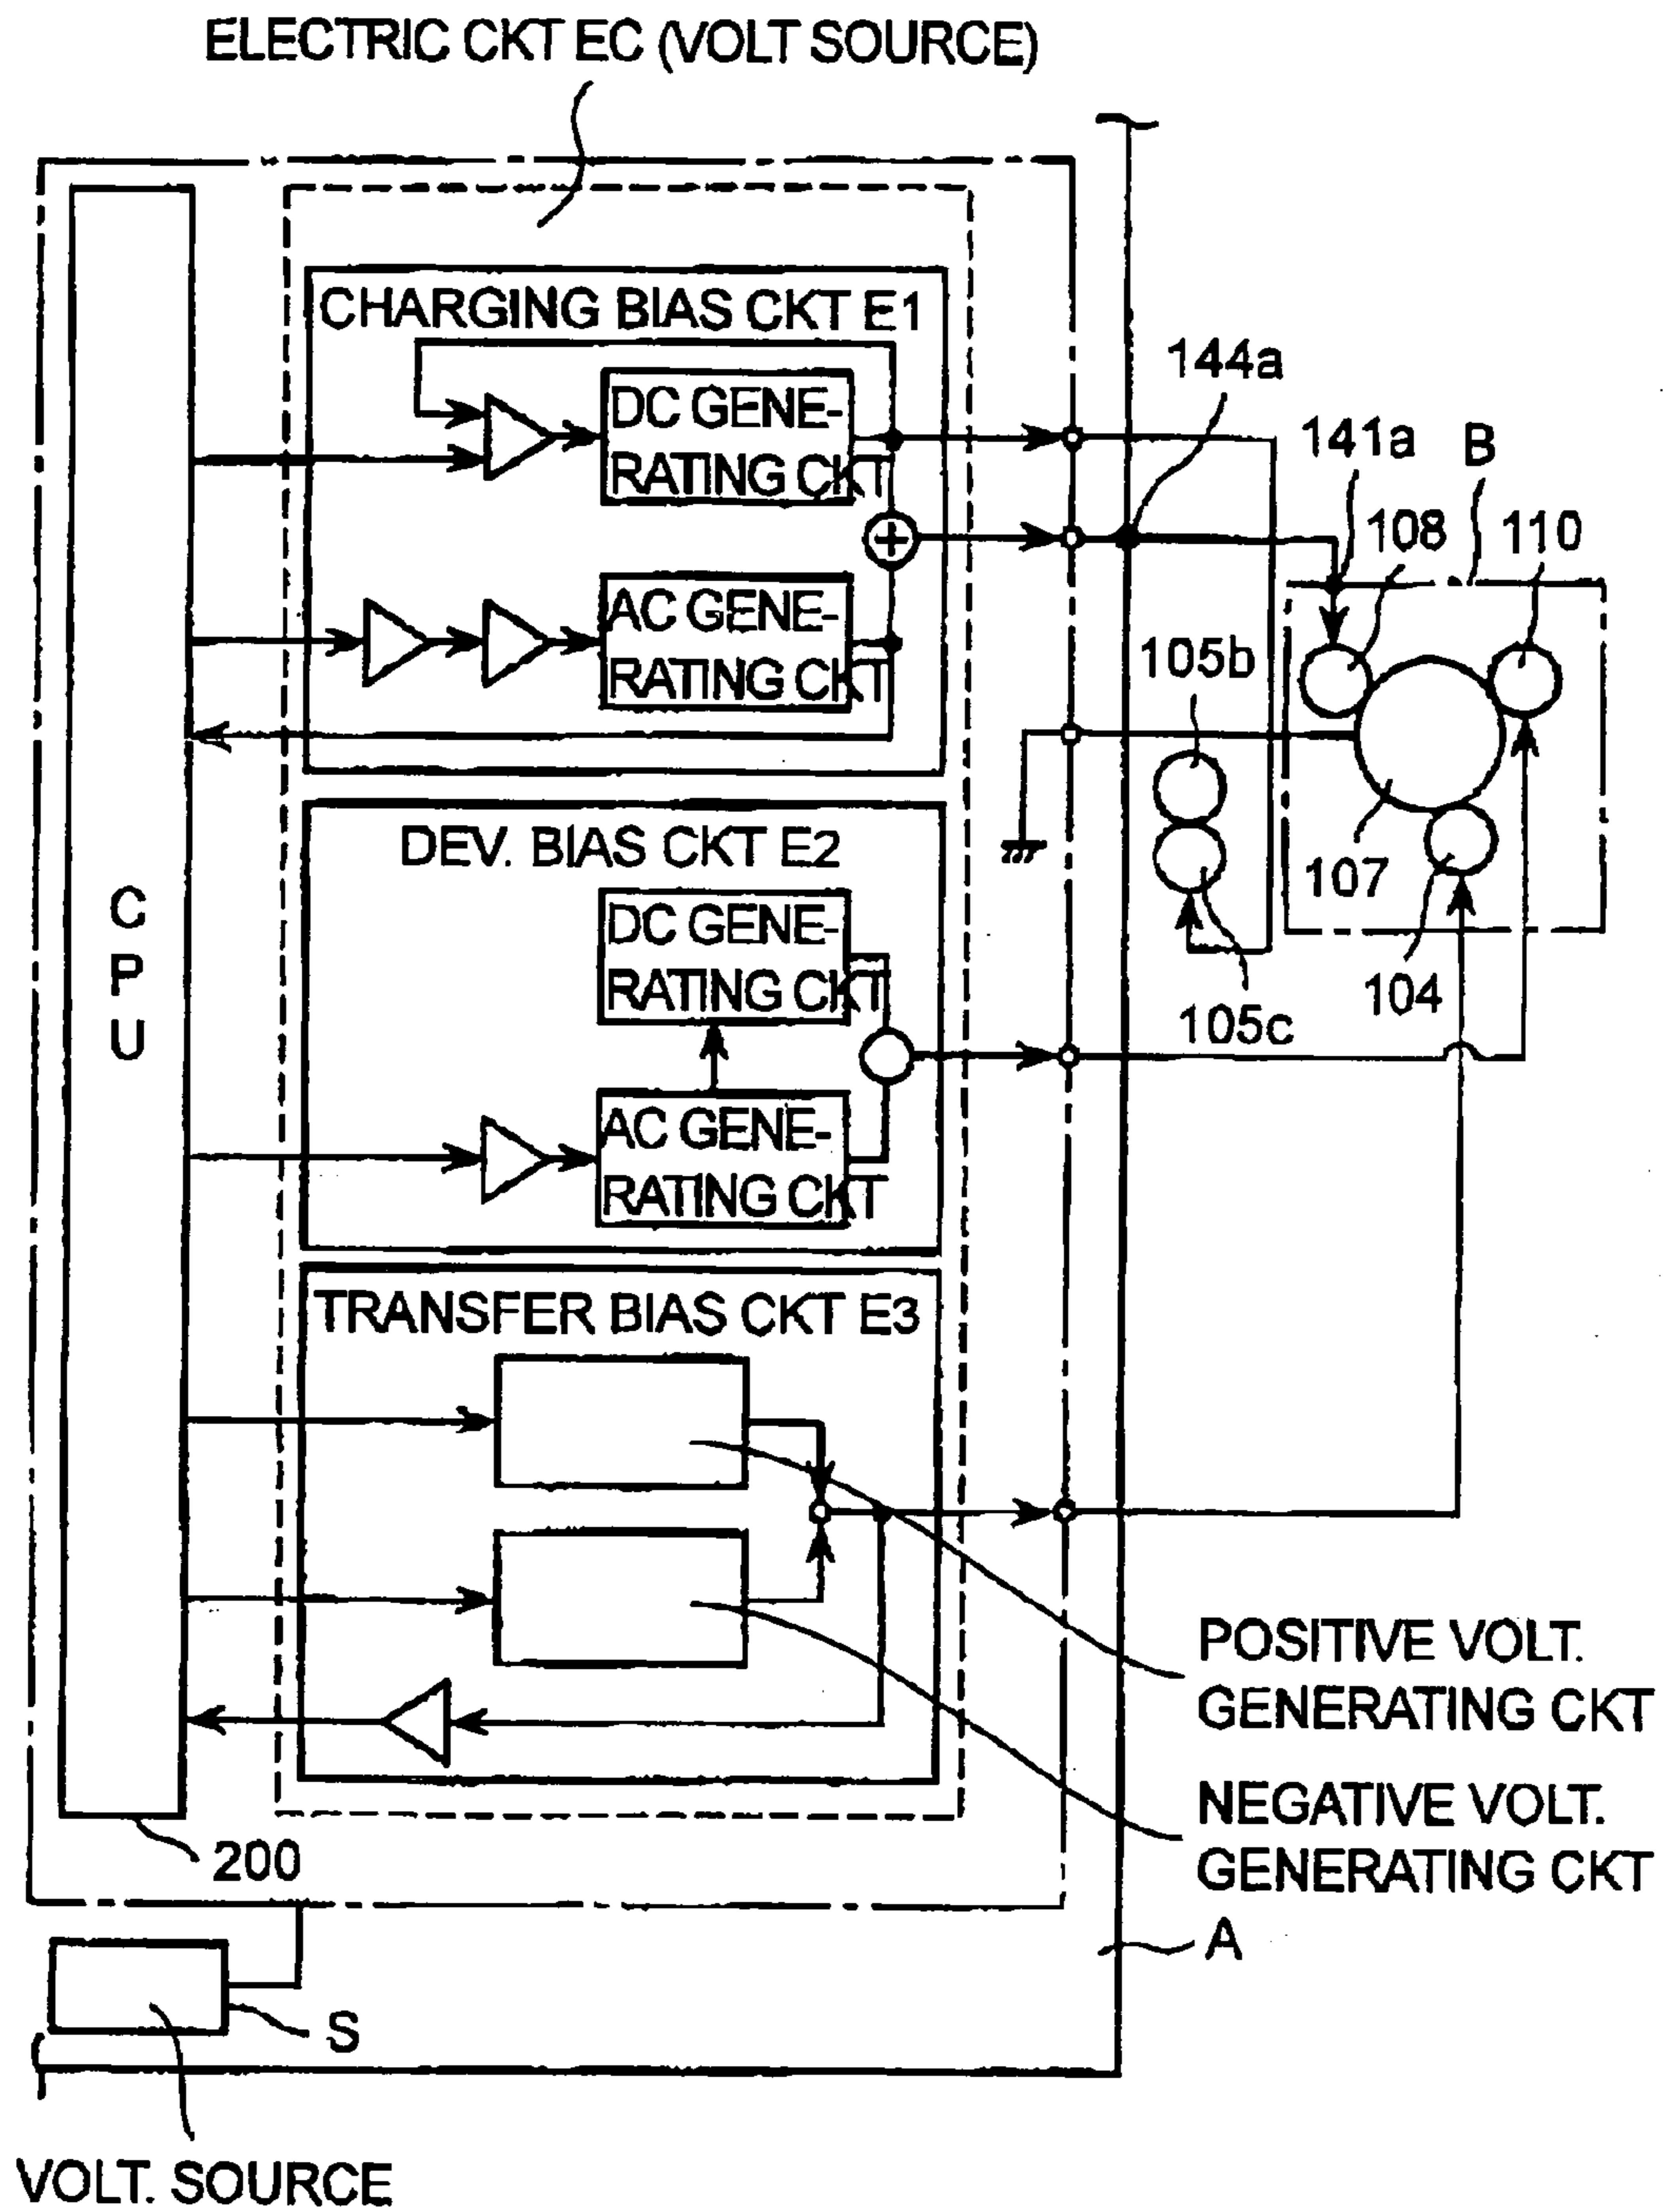 ELECTRIC CKT EC (VOLT SOURCE)
CHARGING BIAS CKT E1
DC GENE-
RATING CKT
AC GENE-
RATING CKT
144a
141a
B
108
110
105b
107
104
105c
DEV. BIAS CKT E2
DC GENE-
RATING CKT
AC GENE-
RATING CKT
C
P
U
TRANSFER BIAS CKT E3
POSITIVE VOLT.
GENERATING CKT
NEGATIVE VOLT.
GENERATING CKT
200
A
S
VOLT. SOURCE